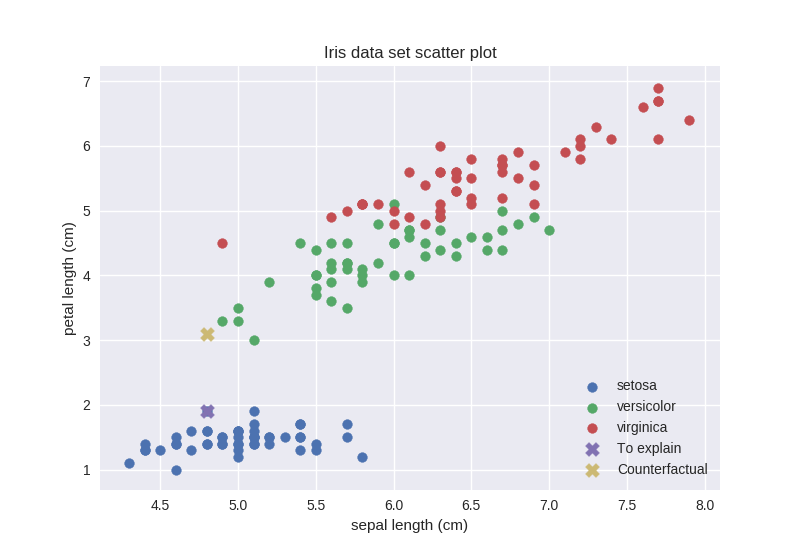 Iris data set scatter plot
7
6
5
4
3
2
1
petal length (cm)
setosa
versicolor
virginica
To explain
Counterfactual
4.5 5.0 5.5 6.0 6.5 7.0 7.5 8.0
sepal length (cm)